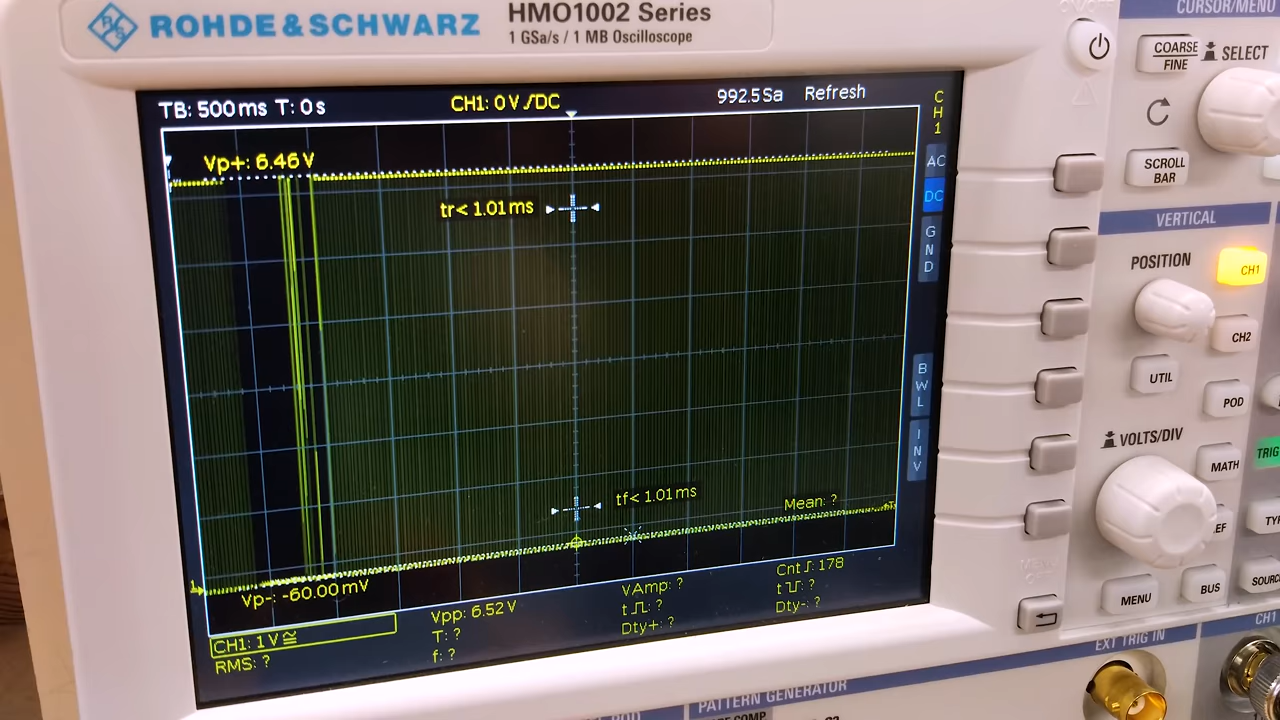 ROHDE & SCHWARZ
HMO1002 Series
1 GSa/s / 1 MB Oscilloscope
TB: 500 ms T: 0 s
CH1: 0 V / DC
992.5 Sa
Refresh
CH1
AC
DC
GND
BWL
INV
Vp+: 6.46 V
tr< 1.01 ms
tf< 1.01 ms
Mean: ?
Vp-: -60.00 mV
CH1: 1 V ≅
RMS: ?
Vpp: 6.52 V
T: ?
f: ?
VAmp: ?
t⎍: ?
Dty+: ?
Cnt ⎍: 178
t⎍: ?
Dty-: ?
CURSOR/MENU
COARSE
FINE
SELECT
SCROLL
BAR
VERTICAL
POSITION
CH1
CH2
UTIL
POD
VOLTS/DIV
MATH
TRIG
MENU
BUS
EXT TRIG IN
CH1
PATTERN GENERATOR